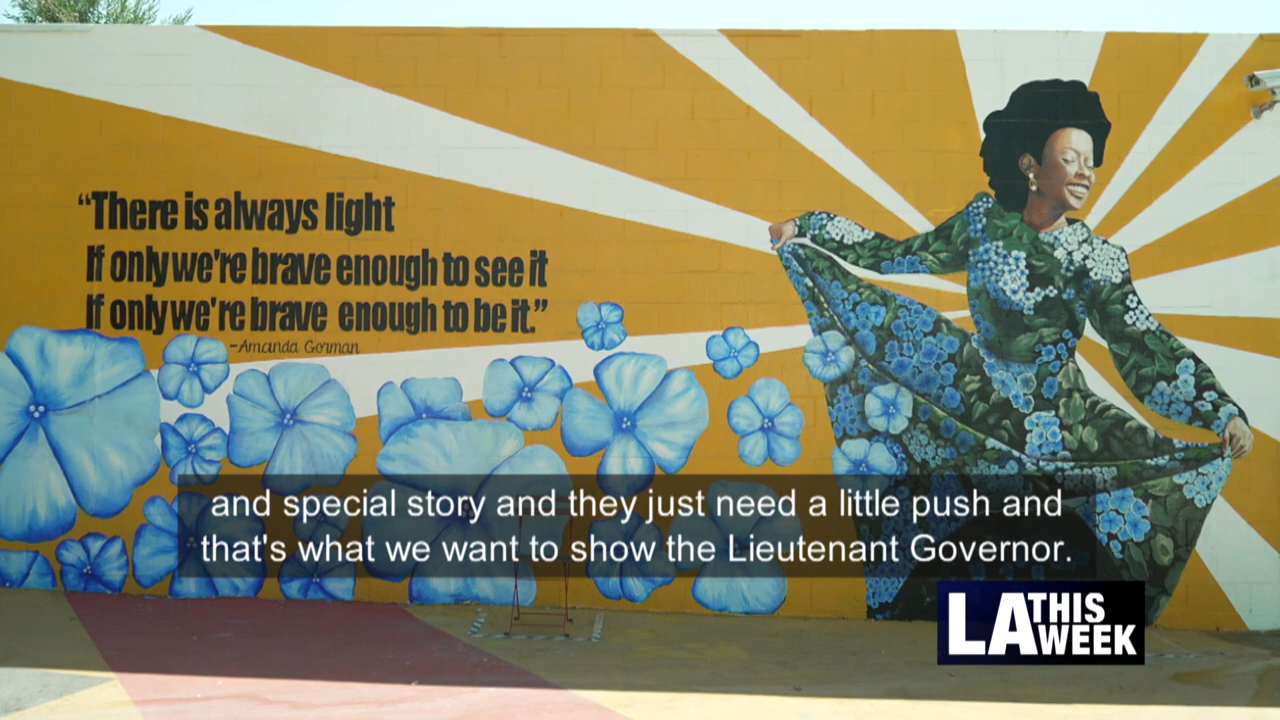 “There is always light
If only we're brave enough to see it
If only we're brave enough to be it.”
-Amanda Gorman
and special story and they just need a little push and
that's what we want to show the Lieutenant Governor.
LA THIS
WEEK